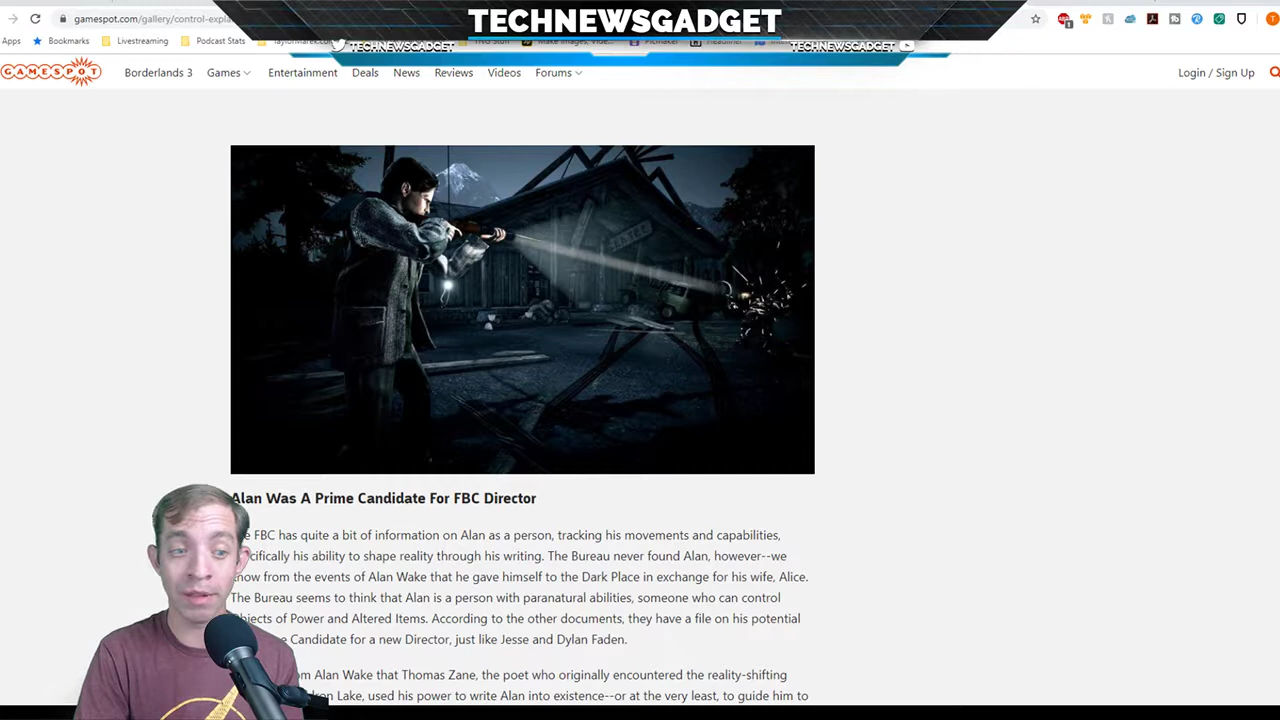 TECHNEWSGADGET
gamespot.com/gallery/control-expla
Apps Bookmarks Livestreaming Podcast Stats
TECHNEWSGADGET
TECHNEWSGADGET
GAMESPOT
Borderlands 3 Games Entertainment Deals News Reviews Videos Forums Login / Sign Up
Alan Was A Prime Candidate For FBC Director
FBC has quite a bit of information on Alan as a person, tracking his movements and capabilities,
his ability to shape reality through his writing. The Bureau never found Alan, however--we
know from the events of Alan Wake that he gave himself to the Dark Place in exchange for his wife, Alice.
The Bureau seems to think that Alan is a person with paranatural abilities, someone who can control
of Power and Altered Items. According to the other documents, they have a file on his potential
Candidate for a new Director, just like Jesse and Dylan Faden.
Alan Wake that Thomas Zane, the poet who originally encountered the reality-shifting
Lake, used his power to write Alan into existence--or at the very least, to guide him to